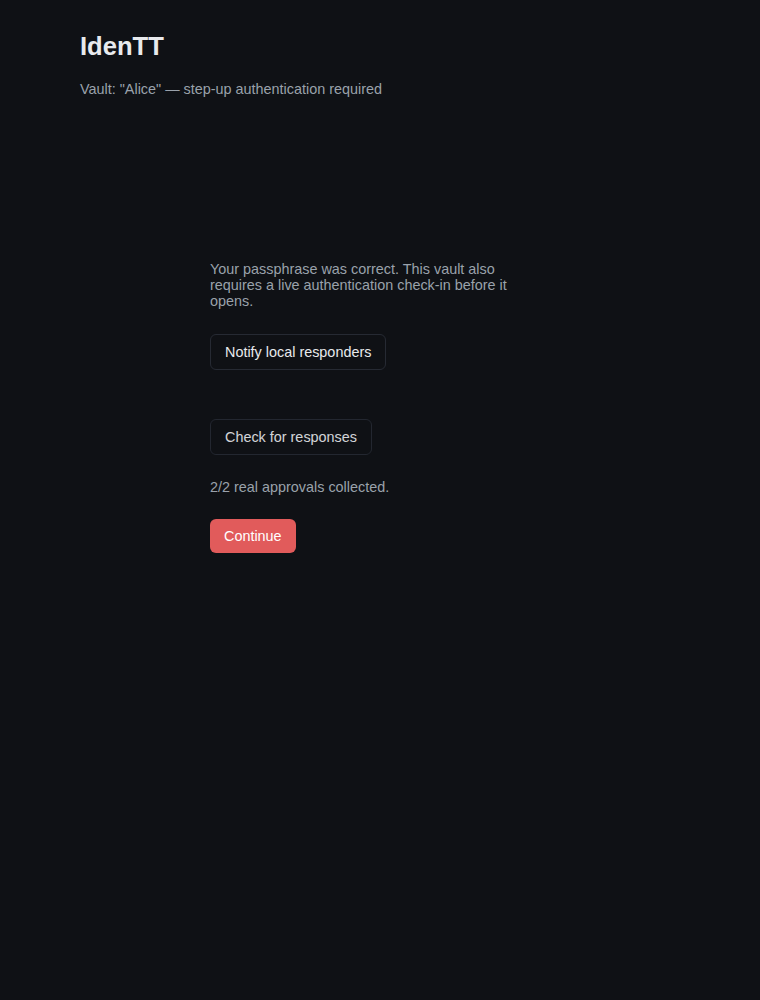 IdenTT
Vault: "Alice" — step-up authentication required
Your passphrase was correct. This vault also
requires a live authentication check-in before it
opens.
Notify local responders
Check for responses
2/2 real approvals collected.
Continue